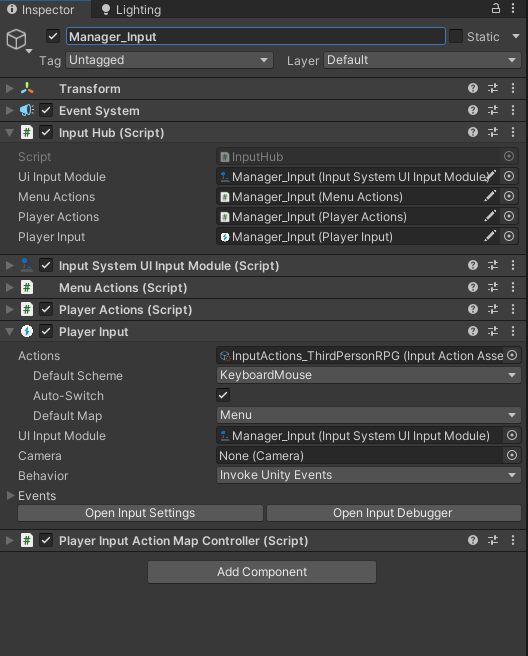 Inspector Lighting
Manager_Input Static
Tag Untagged Layer Default
Transform
Event System
Input Hub (Script)
Script InputHub
Ui Input Module Manager_Input (Input System UI Input Module)
Menu Actions Manager_Input (Menu Actions)
Player Actions Manager_Input (Player Actions)
Player Input Manager_Input (Player Input)
Input System UI Input Module (Script)
Menu Actions (Script)
Player Actions (Script)
Player Input
Actions InputActions_ThirdPersonRPG (Input Action Asse
Default Scheme KeyboardMouse
Auto-Switch
Default Map Menu
UI Input Module Manager_Input (Input System UI Input Module)
Camera None (Camera)
Behavior Invoke Unity Events
Events
Open Input Settings Open Input Debugger
Player Input Action Map Controller (Script)
Add Component